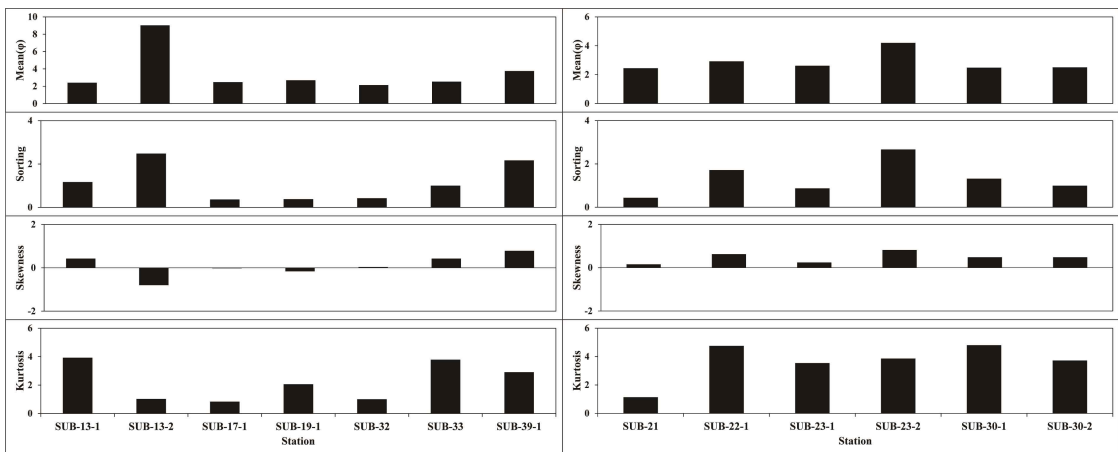 10
8
6
4
2
0
Mean(φ)
4
2
0
Sorting
2
0
-2
Skewness
6
4
2
0
Kurtosis
SUB-13-1 SUB-13-2 SUB-17-1 SUB-19-1 SUB-32 SUB-33 SUB-39-1
Station
6
4
2
0
Mean(φ)
4
2
0
Sorting
2
0
-2
Skewness
6
4
2
0
Kurtosis
SUB-21 SUB-22-1 SUB-23-1 SUB-23-2 SUB-30-1 SUB-30-2
Station